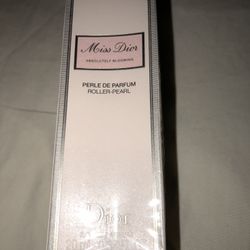 Miss Dior
ABSOLUTELY BLOOMING
PERLE DE PARFUM
ROLLER-PEARL
Dior